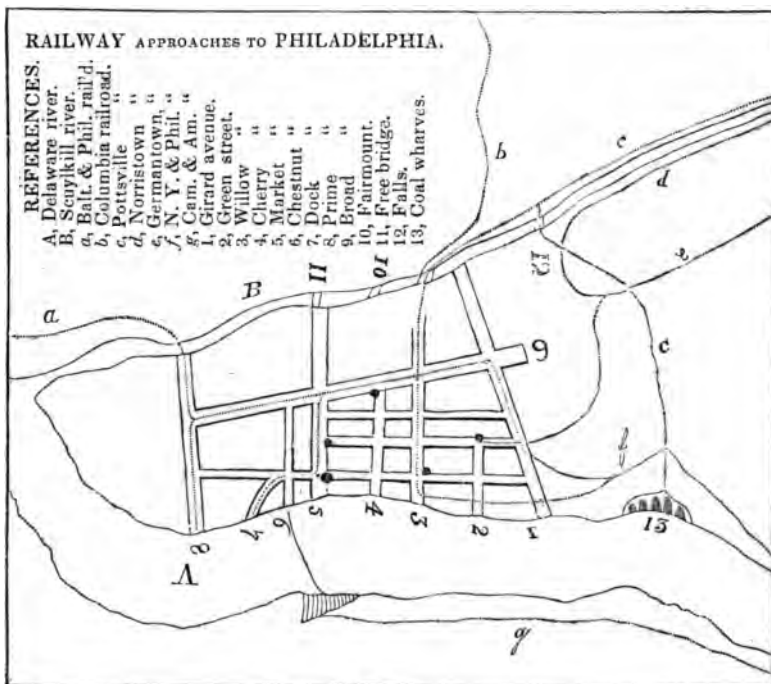 RAILWAY APPROACHES TO PHILADELPHIA.
REFERENCES.
A, Delaware river.
B, Scuylkill river.
a, Balt. & Phil. rail'd.
b, Columbia railroad.
c, Pottsville "
d, Norristown "
e, Germantown, "
f, N. Y. & Phil. "
g, Cam. & Am. "
1, Girard avenue.
2, Green street.
3, Willow "
4, Cherry "
5, Market "
6, Chestnut "
7, Dock "
8, Prime "
9, Broad "
10, Fairmount.
11, Free bridge.
12, Falls.
13, Coal wharves.
b
c
d
e
12
11
10
B
a
9
c
f
13
8
7
6
5
4
3
2
1
A
g